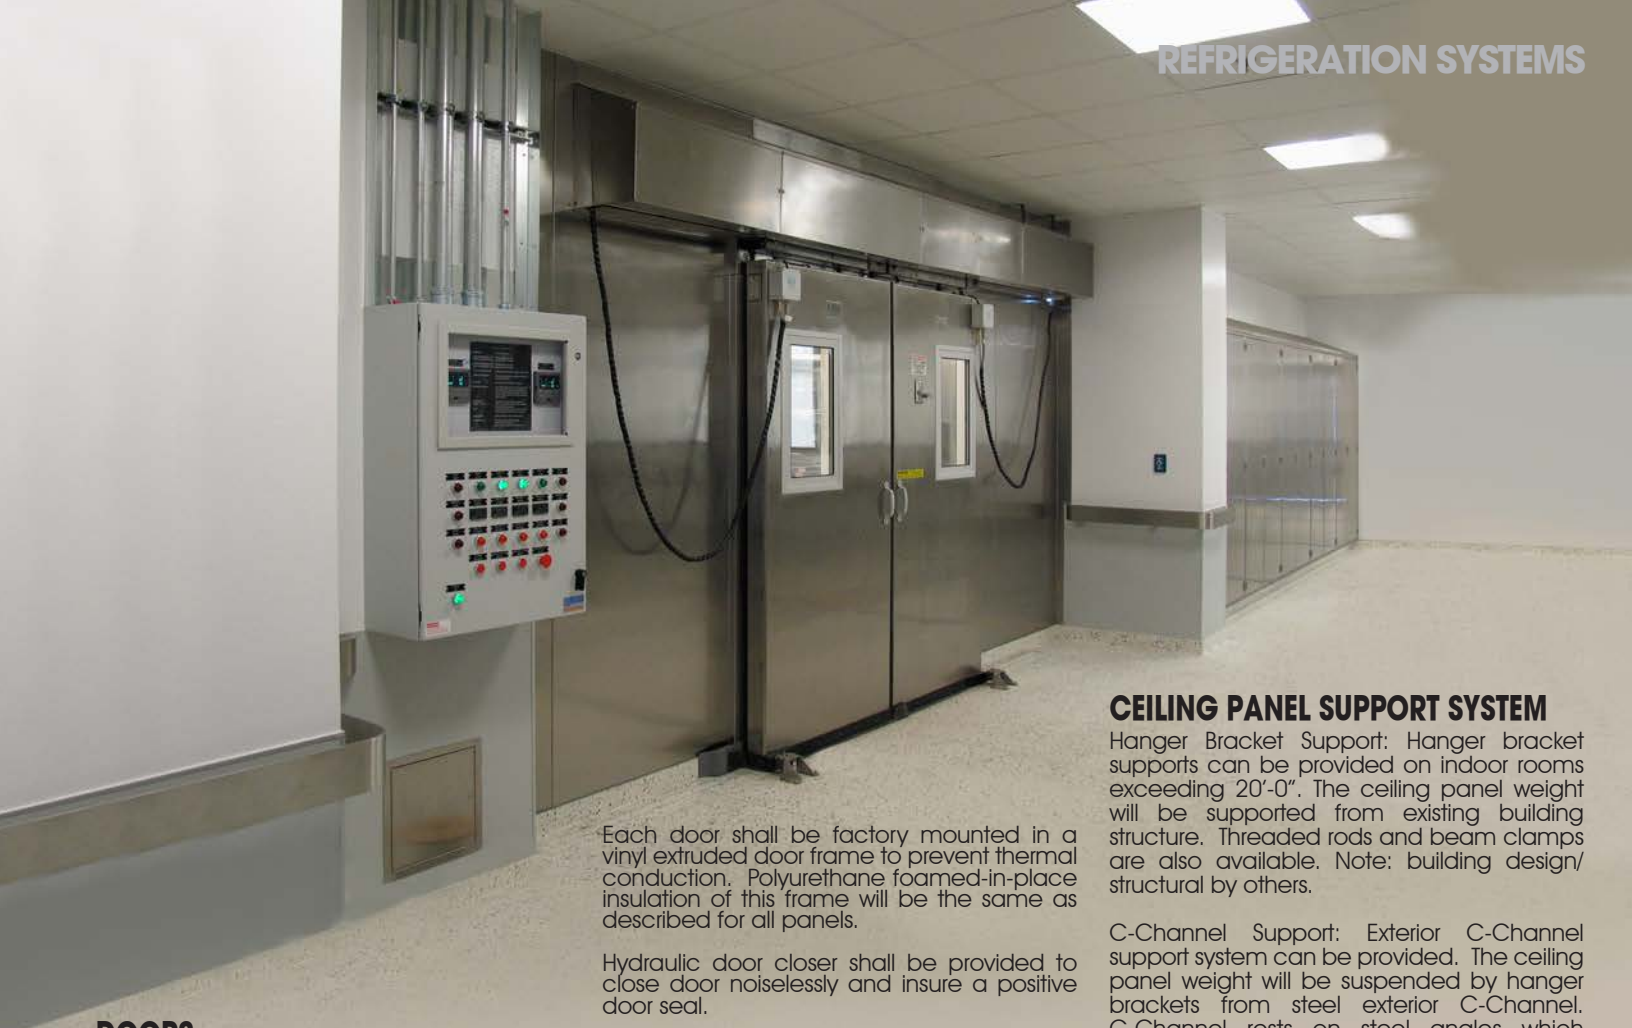 REFRIGERATION SYSTEMS
Each door shall be factory mounted in a
vinyl extruded door frame to prevent thermal
conduction. Polyurethane foamed-in-place
insulation of this frame will be the same as
described for all panels.
Hydraulic door closer shall be provided to
close door noiselessly and insure a positive
door seal.
CEILING PANEL SUPPORT SYSTEM
Hanger Bracket Support: Hanger bracket
supports can be provided on indoor rooms
exceeding 20’-0”. The ceiling panel weight
will be supported from existing building
structure. Threaded rods and beam clamps
are also available. Note: building design/
structural by others.
C-Channel Support: Exterior C-Channel
support system can be provided. The ceiling
panel weight will be suspended by hanger
brackets from steel exterior C-Channel.
C-Channel rests on steel angles which